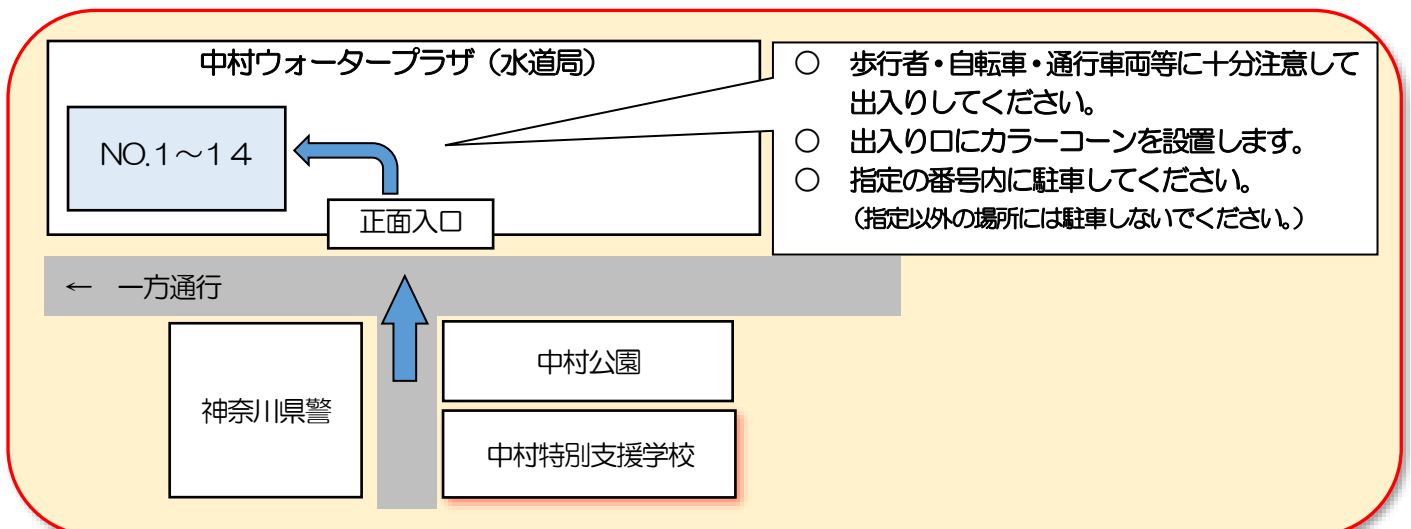 中村ウォータープラザ（水道局）
NO.1～14
正面入口
○ 歩行者・自転車・通行車両等に十分注意して
出入りしてください。
○ 出入り口にカラーコーンを設置します。
○ 指定の番号内に駐車してください。
（指定以外の場所には駐車しないでください。）
← 一方通行
神奈川県警
中村公園
中村特別支援学校